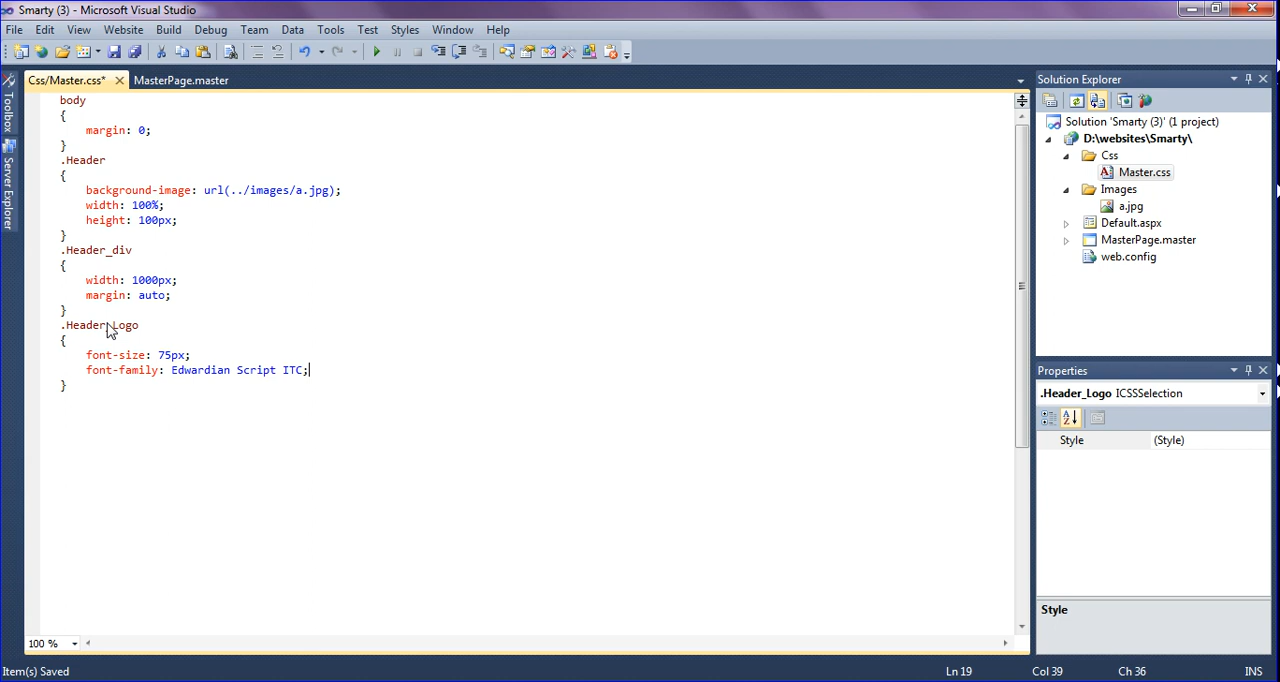 Smarty (3) - Microsoft Visual Studio
File Edit View Website Build Debug Team Data Tools Test Styles Window Help
Css/Master.css* MasterPage.master
Toolbox
Server Explorer
body
{
margin: 0;
}
.Header
{
background-image: url(../images/a.jpg);
width: 100%;
height: 100px;
}
.Header_div
{
width: 1000px;
margin: auto;
}
.Header_Logo
{
font-size: 75px;
font-family: Edwardian Script ITC;
}
100 %
Solution Explorer
Solution 'Smarty (3)' (1 project)
D:\websites\Smarty\
Css
Master.css
Images
a.jpg
Default.aspx
MasterPage.master
web.config
Properties
.Header_Logo ICSSSelection
Style (Style)
Style
Item(s) Saved Ln 19 Col 39 Ch 36 INS